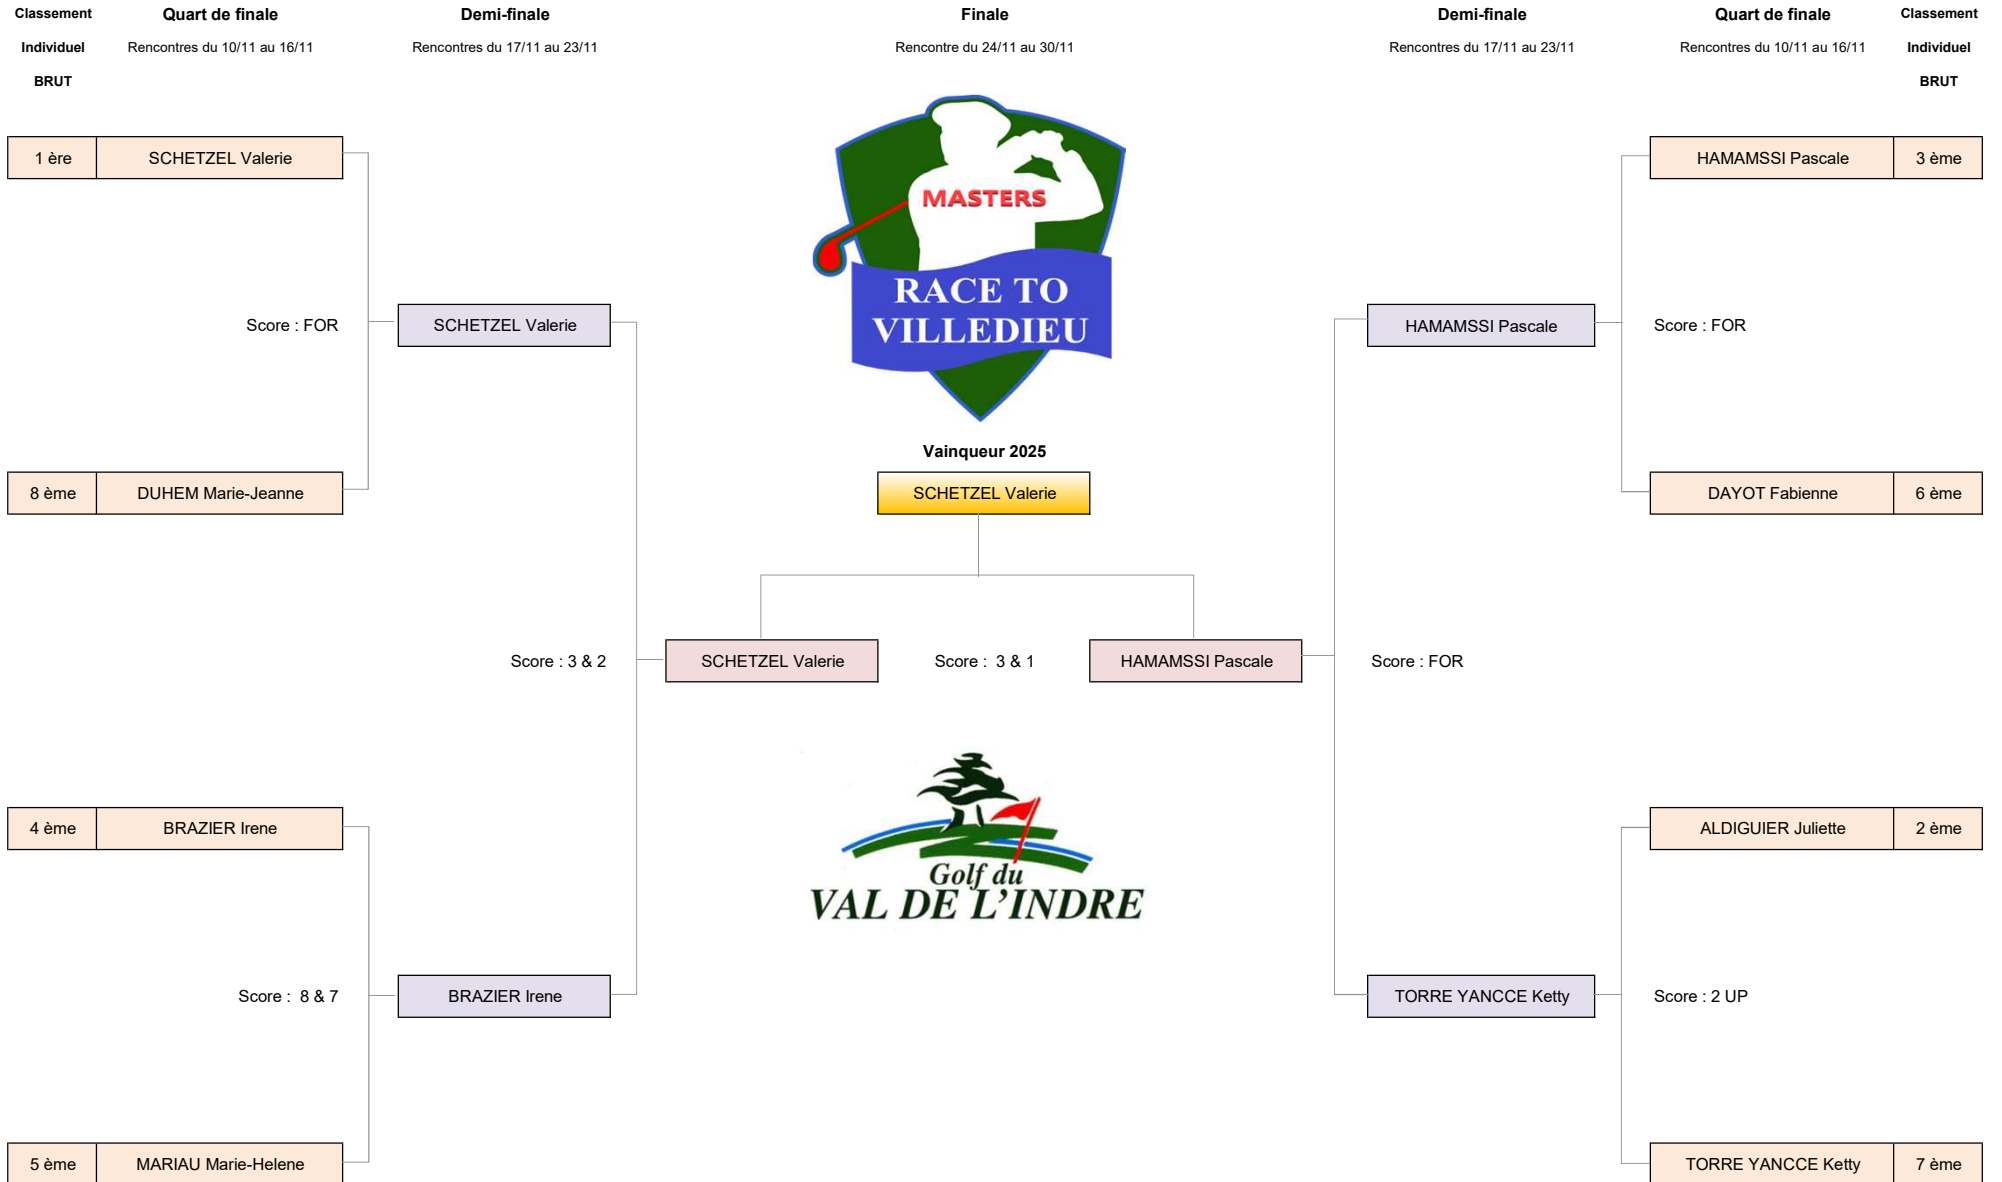 Classement Quart de finale Demi-finale Finale Demi-finale Quart de finale Classement
Individuel Rencontres du 10/11 au 16/11 Rencontres du 17/11 au 23/11 Rencontre du 24/11 au 30/11 Rencontres du 17/11 au 23/11 Rencontres du 10/11 au 16/11 Individuel
BRUT BRUT
1 ère SCHETZEL Valerie HAMAMSSI Pascale 3 ème
MASTERS
RACE TO
VILLEDIEU
Score : FOR SCHETZEL Valerie HAMAMSSI Pascale Score : FOR
Vainqueur 2025
8 ème DUHEM Marie-Jeanne SCHETZEL Valerie DAYOT Fabienne 6 ème
Score : 3 & 2 SCHETZEL Valerie Score : 3 & 1 HAMAMSSI Pascale Score : FOR
4 ème BRAZIER Irene ALDIGUIER Juliette 2 ème
Golf du
VAL DE L'INDRE
Score : 8 & 7 BRAZIER Irene TORRE YANCCE Ketty Score : 2 UP
5 ème MARIAU Marie-Helene TORRE YANCCE Ketty 7 ème